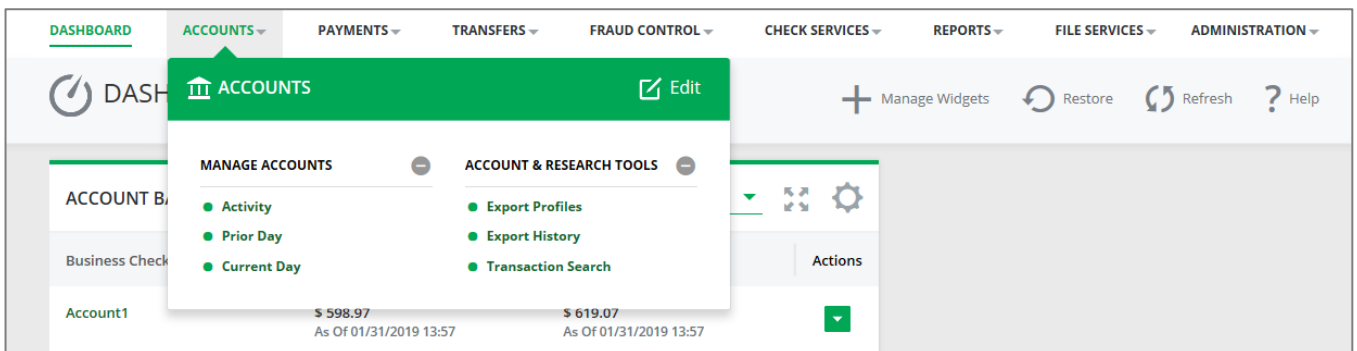 DASHBOARD ACCOUNTS PAYMENTS TRANSFERS FRAUD CONTROL CHECK SERVICES REPORTS FILE SERVICES ADMINISTRATION
DASH
ACCOUNTS Edit
Manage Widgets Restore Refresh ? Help
MANAGE ACCOUNTS ACCOUNT & RESEARCH TOOLS
ACCOUNT BA
Activity Export Profiles
Prior Day Export History
Business Check Actions
Current Day Transaction Search
Account1 $ 598.97 $ 619.07
As Of 01/31/2019 13:57 As Of 01/31/2019 13:57